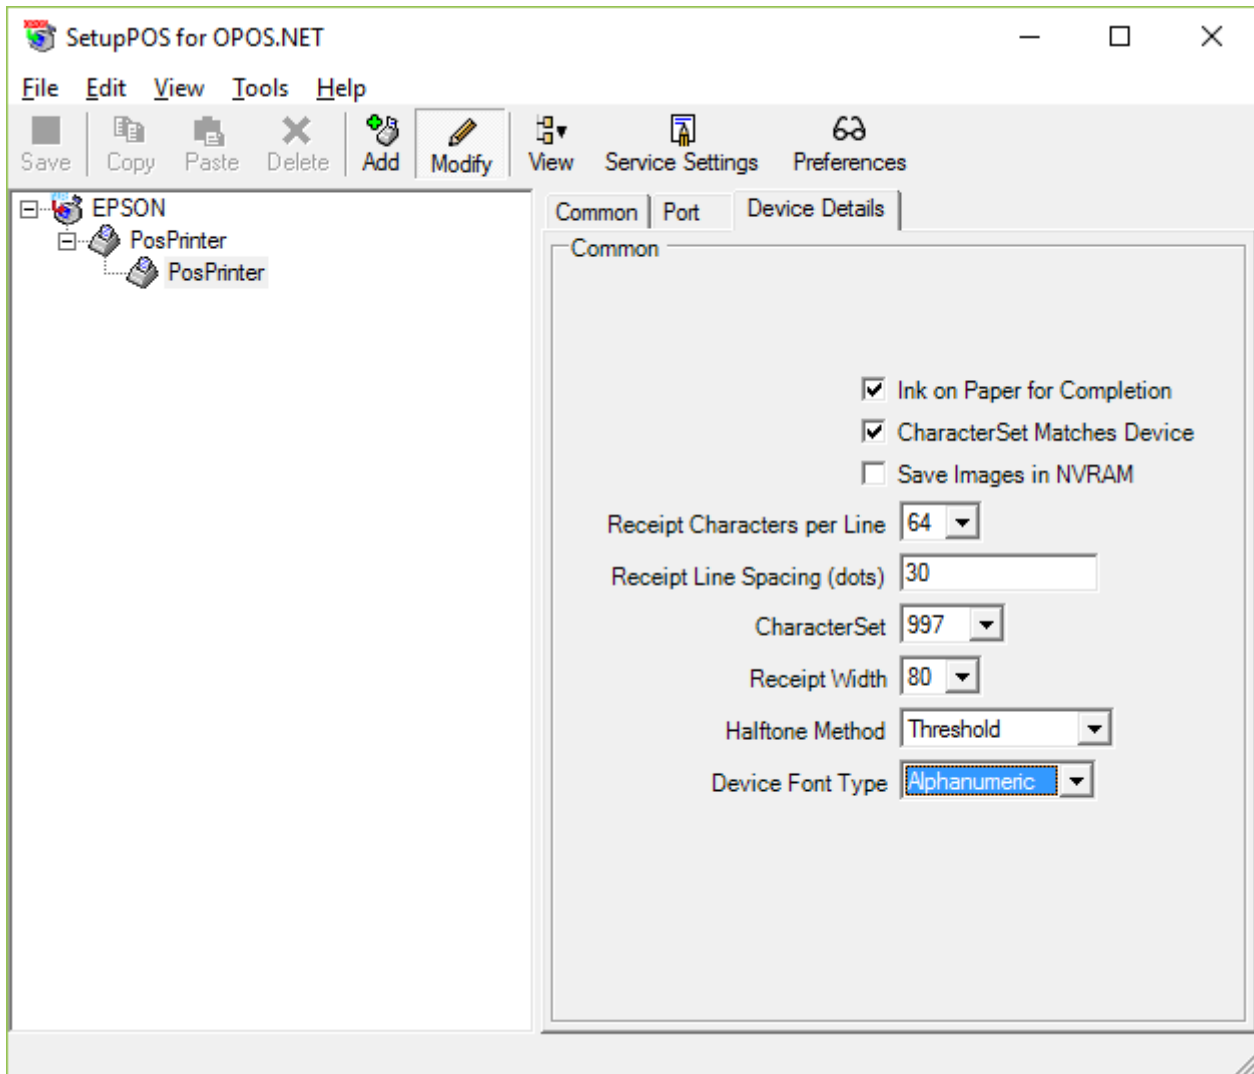 SetupPOS for OPOS.NET
File Edit View Tools Help
Save Copy Paste Delete Add Modify View Service Settings Preferences
EPSON
PosPrinter
PosPrinter
Common Port Device Details
Common
Ink on Paper for Completion
CharacterSet Matches Device
Save Images in NVRAM
Receipt Characters per Line 64
Receipt Line Spacing (dots) 30
CharacterSet 997
Receipt Width 80
Halftone Method Threshold
Device Font Type Alphanumeric